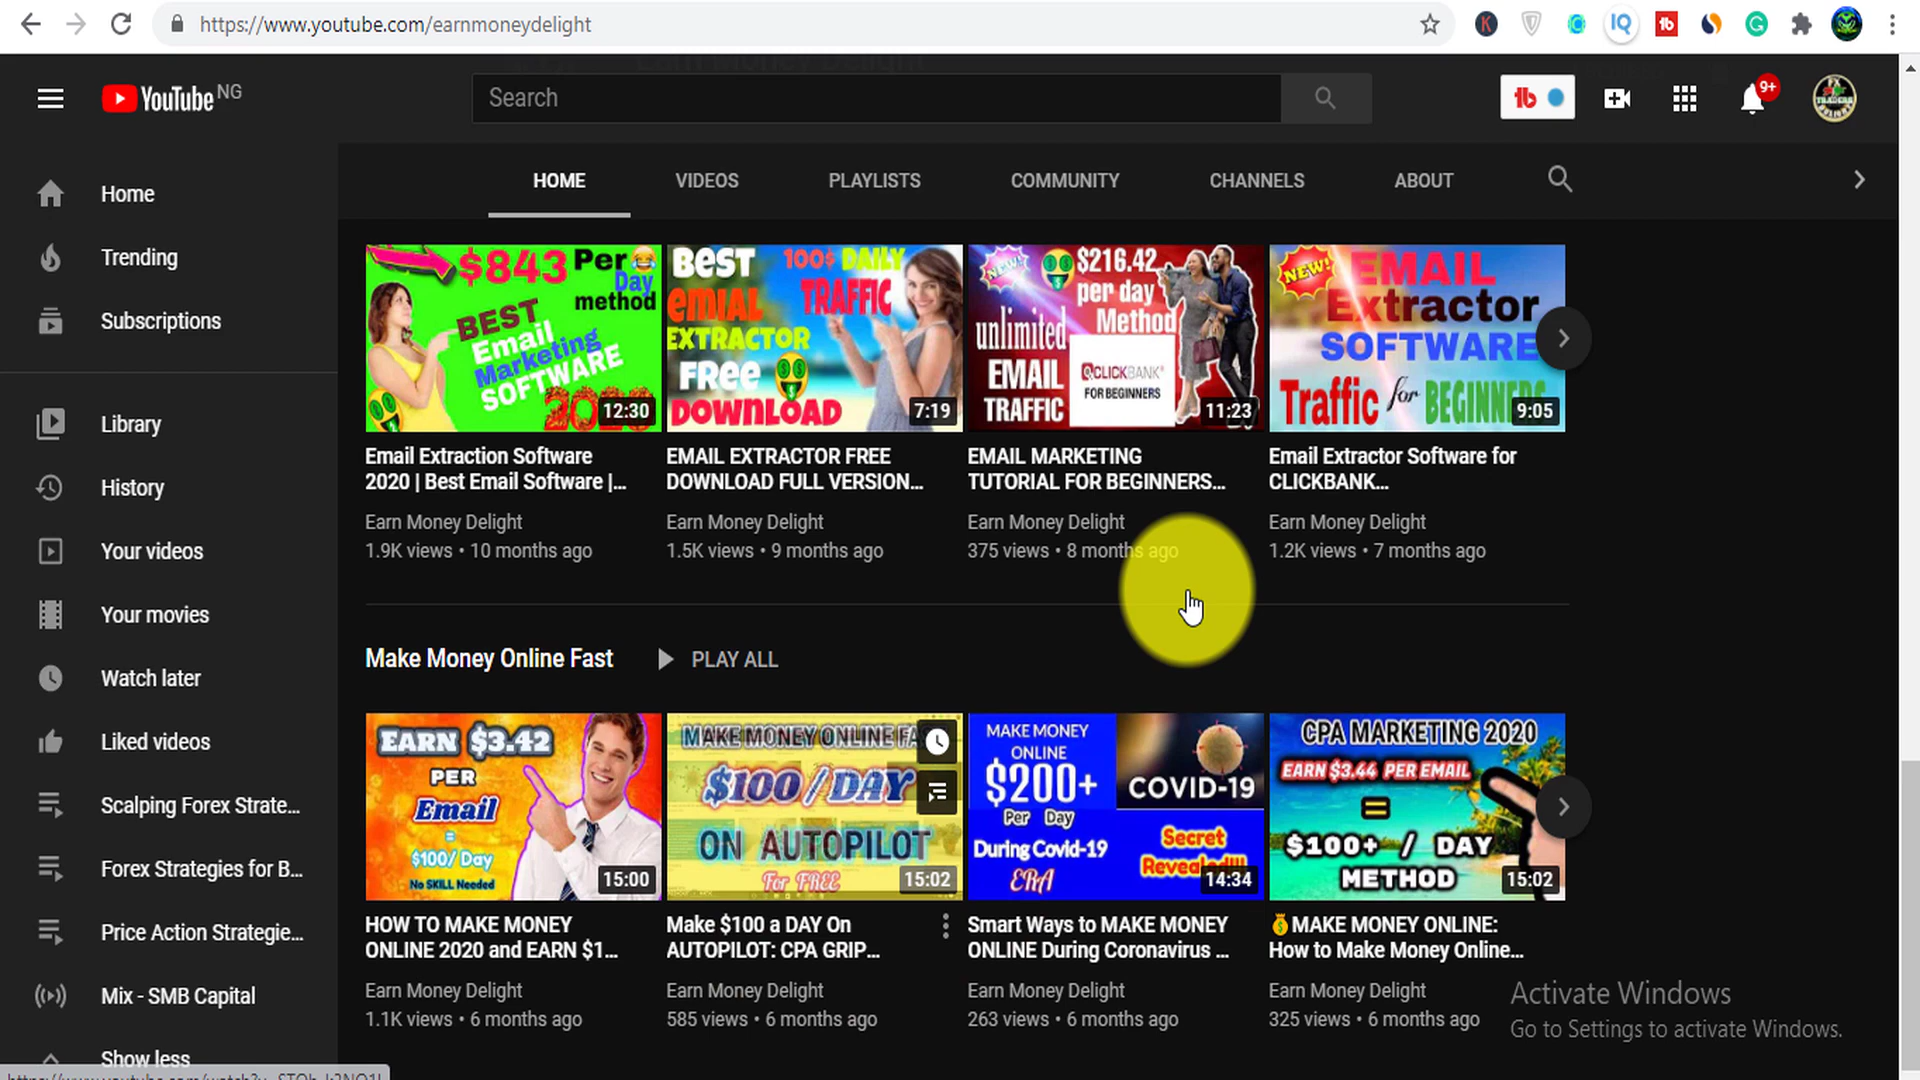 https://www.youtube.com/earnmoneydelight
YouTube NG
Search
9+
Home
Trending
Subscriptions
Library
History
Your videos
Your movies
Watch later
Liked videos
Scalping Forex Strate...
Forex Strategies for B...
Price Action Strategie...
Mix - SMB Capital
Show less
HOME VIDEOS PLAYLISTS COMMUNITY CHANNELS ABOUT
$843 Per Day method
BEST Email Marketing SOFTWARE
12:30
Email Extraction Software
2020 | Best Email Software |...
Earn Money Delight
1.9K views • 10 months ago
BEST 100$ DAILY
emial TRAFFIC
EXTRACTOR
FREE
DOWNLOAD
7:19
EMAIL EXTRACTOR FREE
DOWNLOAD FULL VERSION...
Earn Money Delight
1.5K views • 9 months ago
NEW! $216.42
per day
Method
unlimited
EMAIL
TRAFFIC
CLICKBANK
FOR BEGINNERS
11:23
EMAIL MARKETING
TUTORIAL FOR BEGINNERS...
Earn Money Delight
375 views • 8 months ago
NEW! EMAIL
Extractor
SOFTWARE
Traffic for BEGINNERS
9:05
Email Extractor Software for
CLICKBANK...
Earn Money Delight
1.2K views • 7 months ago
Make Money Online Fast PLAY ALL
EARN $3.42
PER
Email
=
$100/Day
No SKILL Needed
15:00
HOW TO MAKE MONEY
ONLINE 2020 and EARN $1...
Earn Money Delight
1.1K views • 6 months ago
MAKE MONEY ONLINE FA
$100/DAY
ON AUTOPILOT
For FREE
15:02
Make $100 a DAY On
AUTOPILOT: CPA GRIP...
Earn Money Delight
585 views • 6 months ago
MAKE MONEY
ONLINE
$200+
Per Day
During Covid-19
ERA
COVID-19
Secret
Revealed!!!
14:34
Smart Ways to MAKE MONEY
ONLINE During Coronavirus ...
Earn Money Delight
263 views • 6 months ago
CPA MARKETING 2020
EARN $3.44 PER EMAIL
=
$100+ / DAY
METHOD
15:02
💰MAKE MONEY ONLINE:
How to Make Money Online...
Earn Money Delight
325 views • 6 months ago
Activate Windows
Go to Settings to activate Windows.